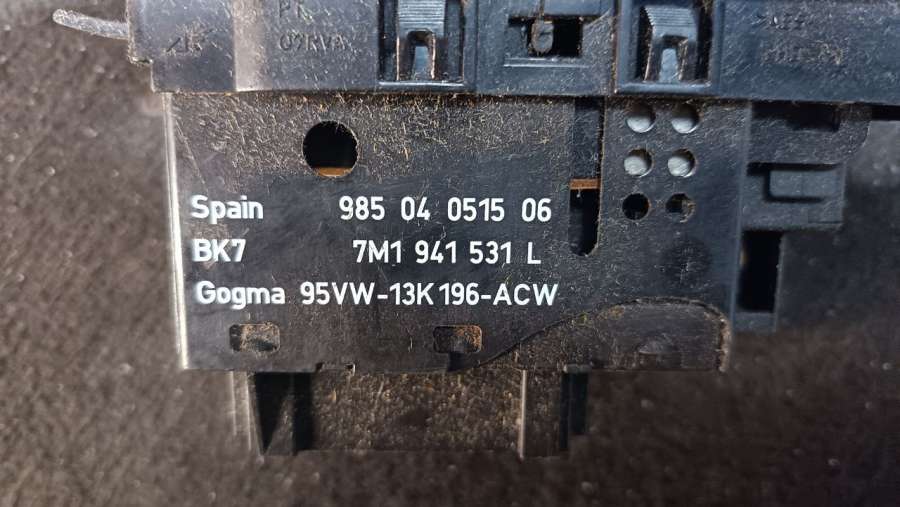 Spain 985 04 0515 06
BK7 7M1 941 531 L
Gogma 95VW-13K196-ACW